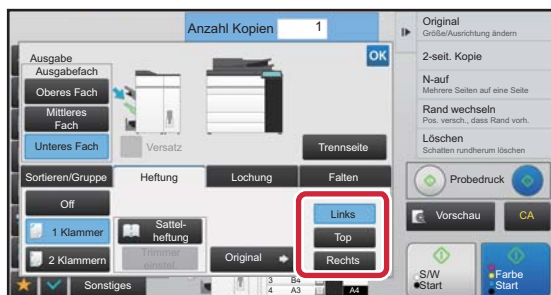 Anzahl Kopien 1
Ausgabe
OK
Ausgabefach
Oberes Fach
Mittleres
Fach
Unteres Fach
Versatz
Trennseite
Sortieren/Gruppe
Heftung
Lochung
Falten
Off
1 Klammer
2 Klammern
Sattel-
heftung
Trimmer
einstel.
Original
Links
Top
Rechts
Sonstiges
3 B4
4 A3
A4
Original
Größe/Ausrichtung ändern
2-seit. Kopie
N-auf
Mehrere Seiten auf eine Seite
Rand wechseln
Pos. versch., dass Rand vorh.
Löschen
Schatten rundherum löschen
Probedruck
Vorschau
CA
S/W
Start
Farbe
Start